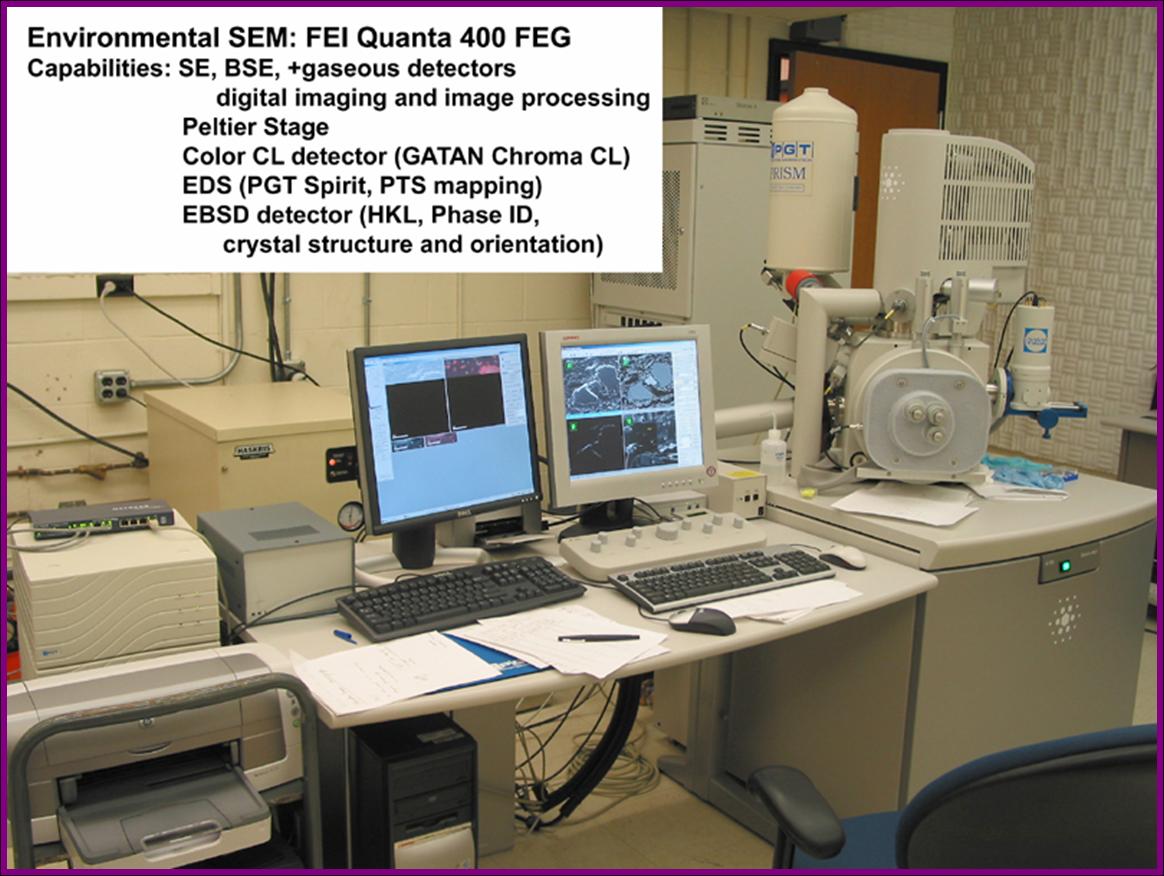 Environmental SEM: FEI Quanta 400 FEG
Capabilities: SE, BSE, +gaseous detectors
digital imaging and image processing
Peltier Stage
Color CL detector (GATAN Chroma CL)
EDS (PGT Spirit, PTS mapping)
EBSD detector (HKL, Phase ID,
crystal structure and orientation)
PGT
PRISM
HASKRIS
NETGEAR
DELL